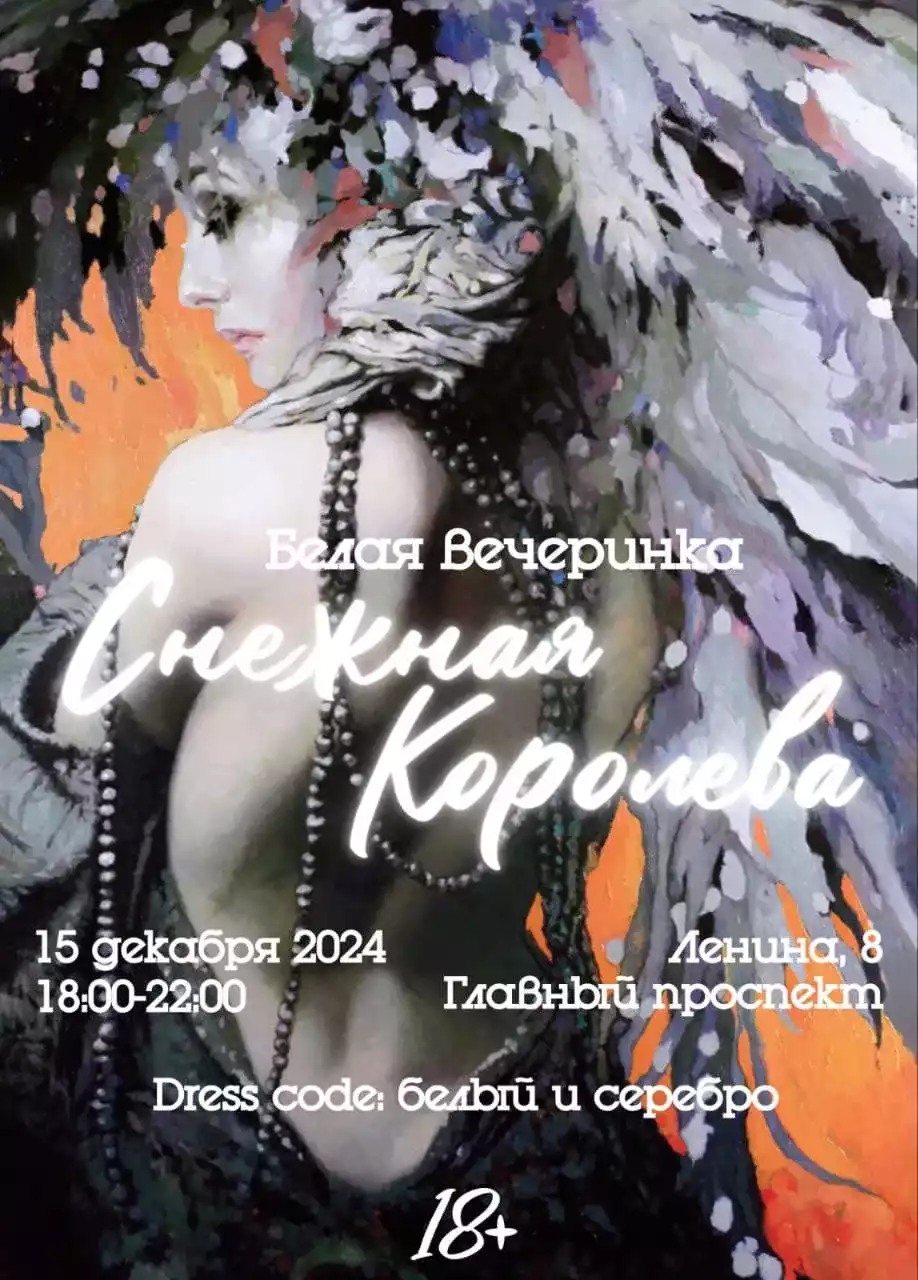 Белая Вечеринка
Снежная
Королева
15 декабря 2024
18:00-22:00
Ленина, 8
Главный проспект
Dress code: белый и серебро
18+